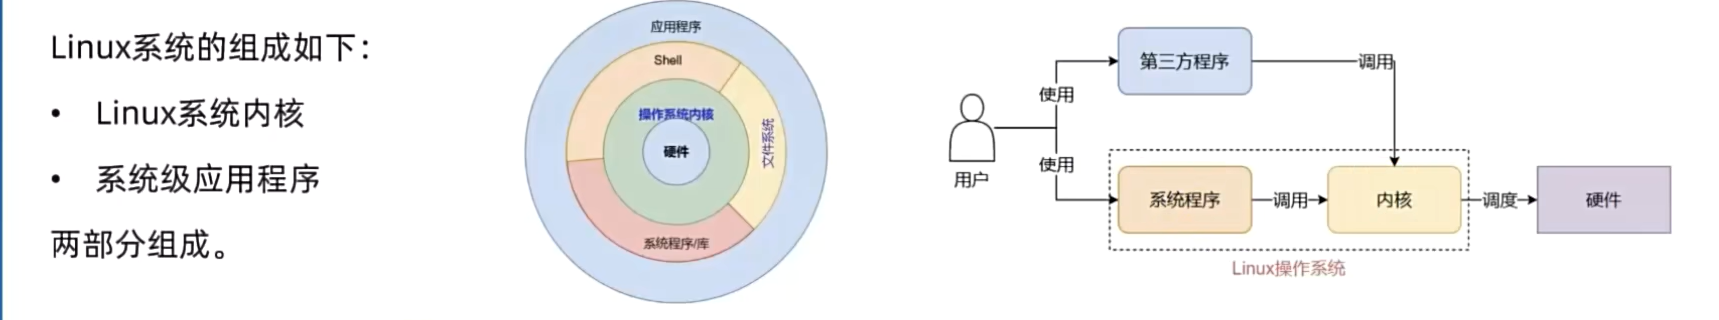 Linux系统的组成如下：
• Linux系统内核
• 系统级应用程序
两部分组成。
应用程序
Shell
操作系统内核
硬件
文件系统
系统程序/库
用户
使用
使用
第三方程序
调用
系统程序
调用
内核
调度
硬件
Linux操作系统